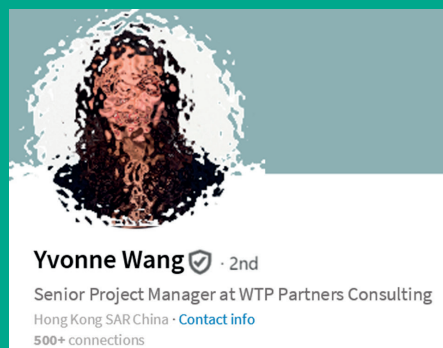 Yvonne Wang · 2nd
Senior Project Manager at WTP Partners Consulting
Hong Kong SAR China · Contact info
500+ connections